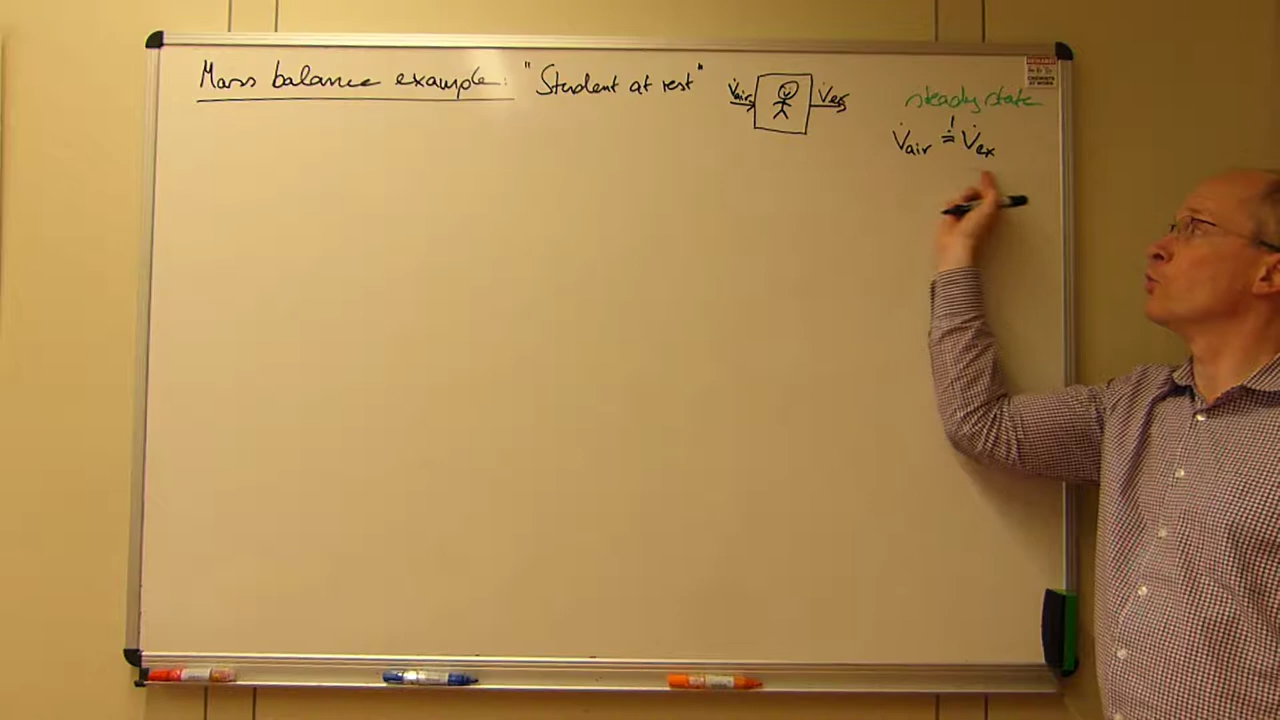 Mass balance example: "Student at rest"
V̇air
V̇ex
steady state
V̇air =! V̇ex